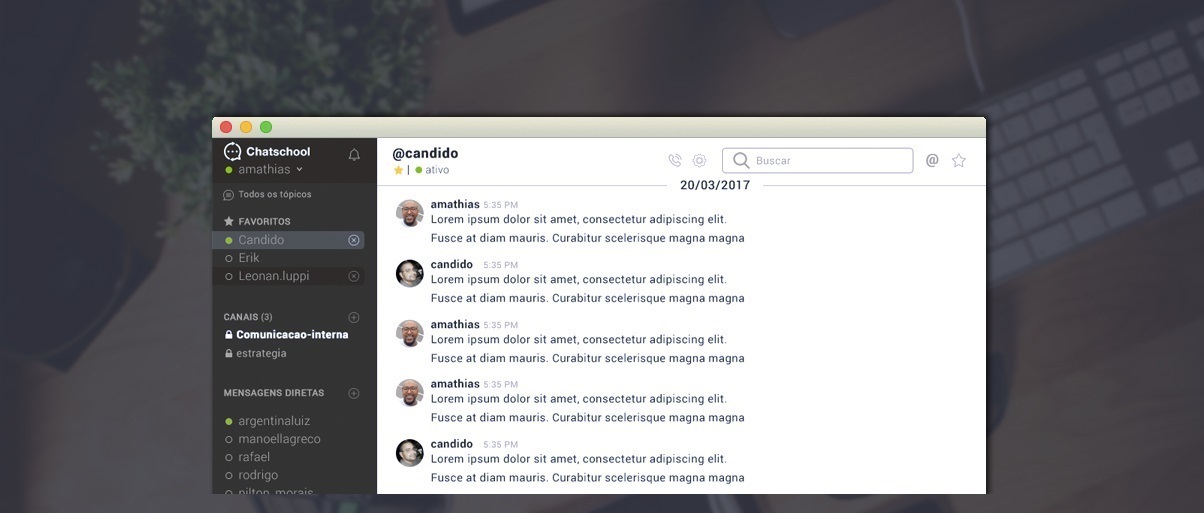 Chatschool
amathias
Todos os tópicos
FAVORITOS
Candido
Erik
Leonan.luppi
CANAIS (3)
Comunicacao-interna
estrategia
MENSAGENS DIRETAS
argentinaluiz
manoellagreco
rafael
rodrigo
nilton_morais
@candido
| ativo
Buscar
@
20/03/2017
amathias 5:35 PM
Lorem ipsum dolor sit amet, consectetur adipiscing elit.
Fusce at diam mauris. Curabitur scelerisque magna magna
candido 5:35 PM
Lorem ipsum dolor sit amet, consectetur adipiscing elit.
Fusce at diam mauris. Curabitur scelerisque magna magna
amathias 5:35 PM
Lorem ipsum dolor sit amet, consectetur adipiscing elit.
Fusce at diam mauris. Curabitur scelerisque magna magna
amathias 5:35 PM
Lorem ipsum dolor sit amet, consectetur adipiscing elit.
Fusce at diam mauris. Curabitur scelerisque magna magna
candido 5:35 PM
Lorem ipsum dolor sit amet, consectetur adipiscing elit.
Fusce at diam mauris. Curabitur scelerisque magna magna